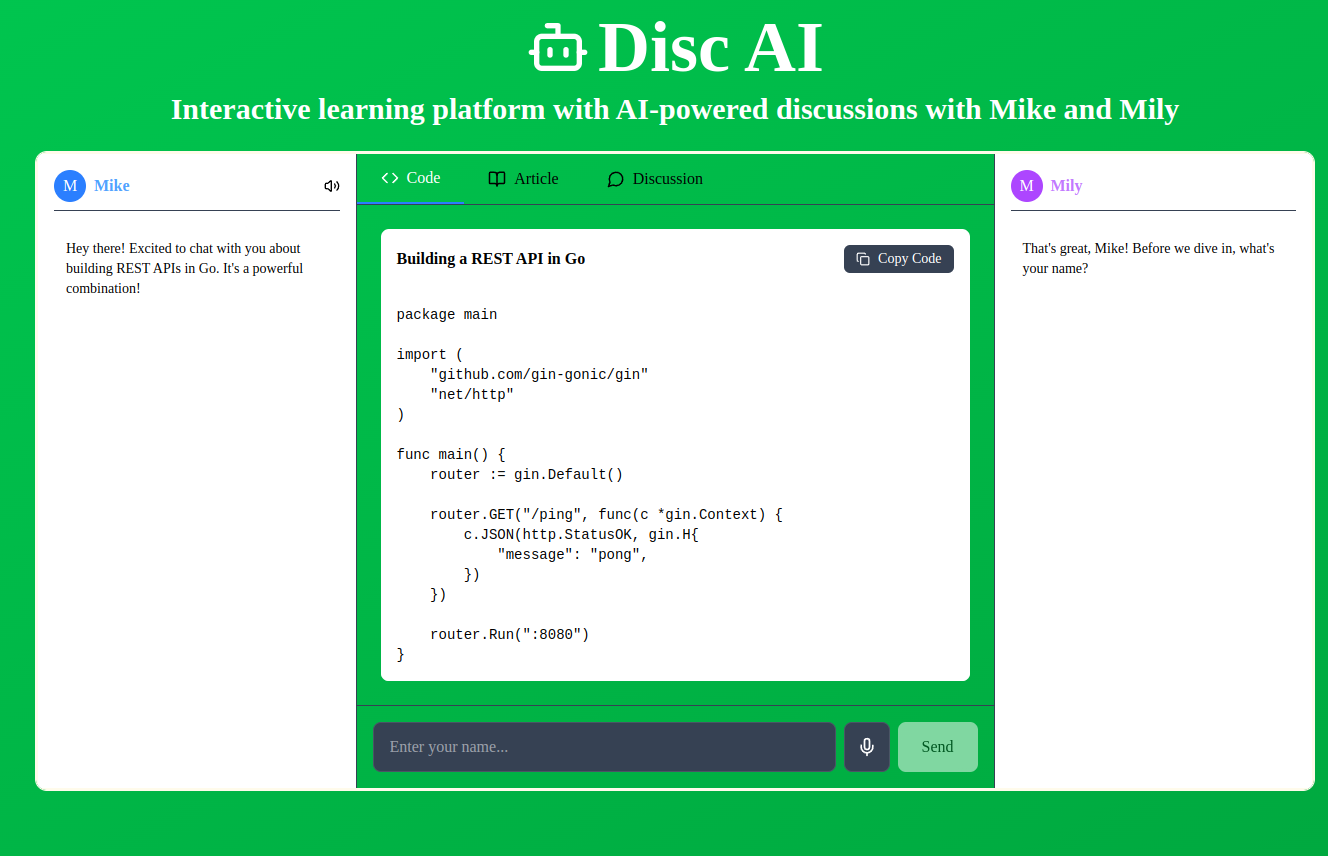 Disc AI
Interactive learning platform with AI-powered discussions with Mike and Mily
M Mike
Hey there! Excited to chat with you about
building REST APIs in Go. It's a powerful
combination!
Code Article Discussion
Building a REST API in Go
Copy Code
package main

import (
    "github.com/gin-gonic/gin"
    "net/http"
)

func main() {
    router := gin.Default()

    router.GET("/ping", func(c *gin.Context) {
        c.JSON(http.StatusOK, gin.H{
            "message": "pong",
        })
    })

    router.Run(":8080")
}
Enter your name...
Send
M Mily
That's great, Mike! Before we dive in, what's
your name?